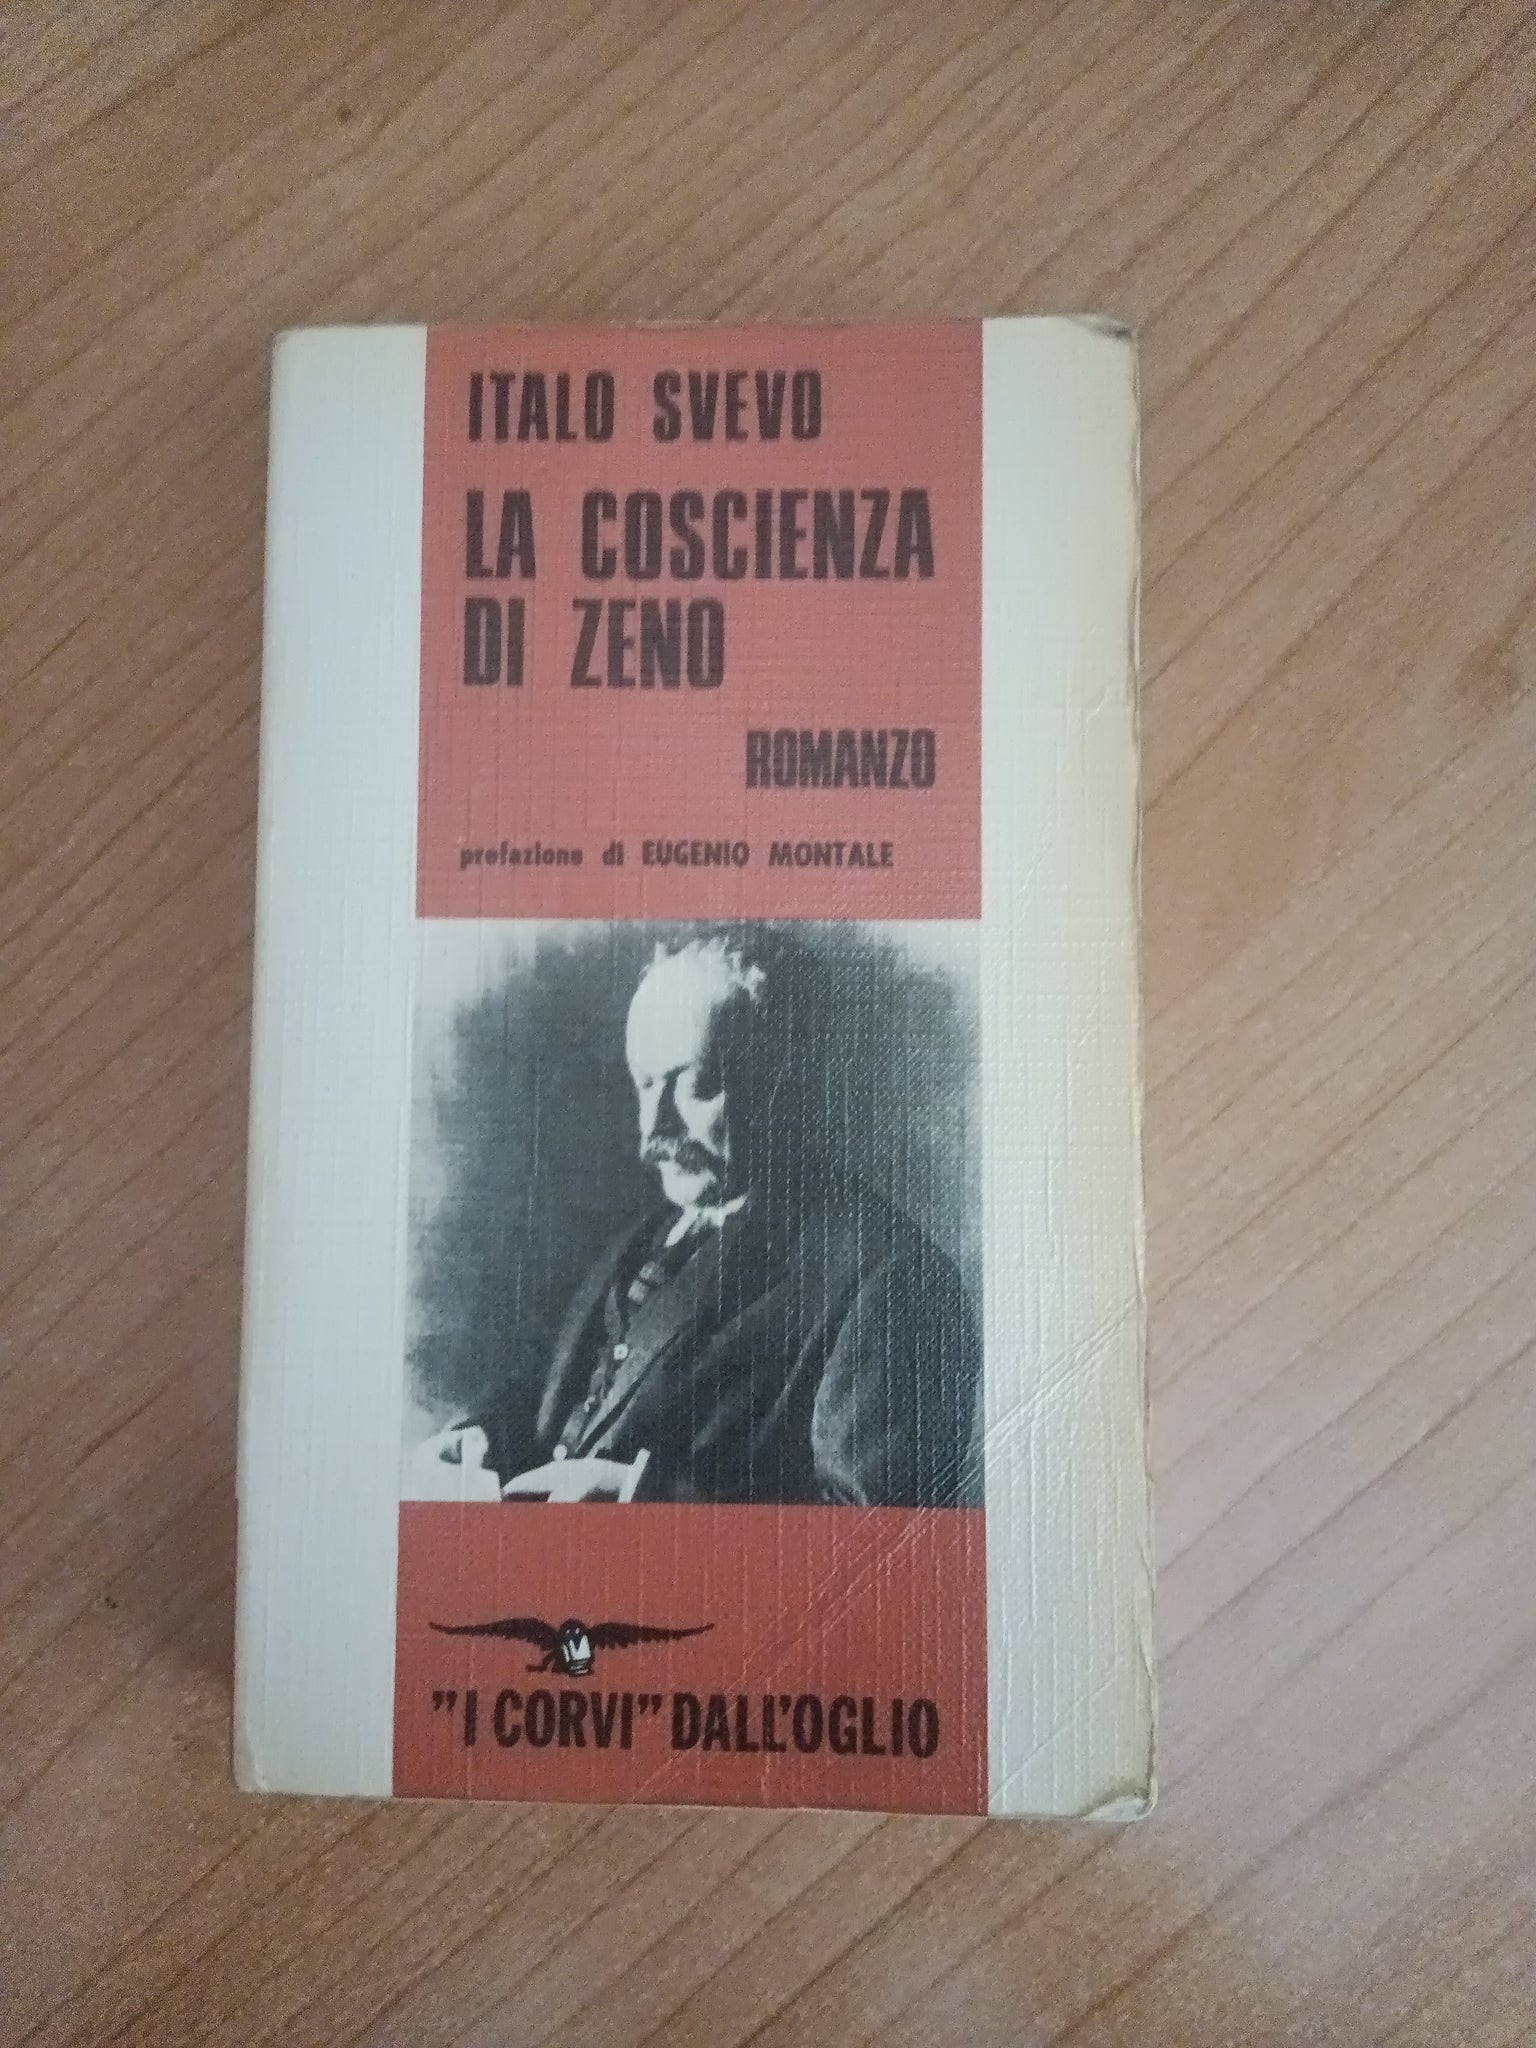 ITALO SVEVO
LA COSCIENZA
DI ZENO
ROMANZO
prefazione di EUGENIO MONTALE
"I CORVI" DALL'OGLIO